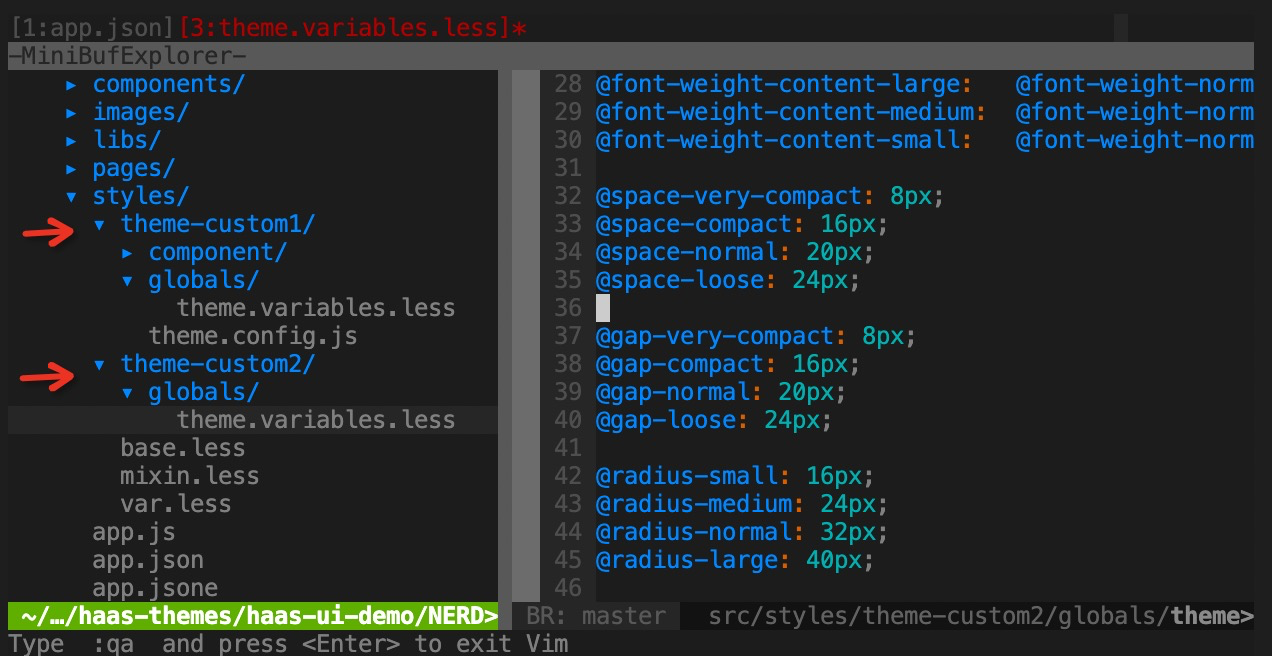 [1:app.json][3:theme.variables.less]*
-MiniBufExplorer-
▸ components/
▸ images/
▸ libs/
▸ pages/
▾ styles/
▾ theme-custom1/
▸ component/
▾ globals/
theme.variables.less
theme.config.js
▾ theme-custom2/
▾ globals/
theme.variables.less
base.less
mixin.less
var.less
app.js
app.json
app.jsone
~/…/haas-themes/haas-ui-demo/NERD>
28 @font-weight-content-large: @font-weight-norm
29 @font-weight-content-medium: @font-weight-norm
30 @font-weight-content-small: @font-weight-norm
31
32 @space-very-compact: 8px;
33 @space-compact: 16px;
34 @space-normal: 20px;
35 @space-loose: 24px;
36
37 @gap-very-compact: 8px;
38 @gap-compact: 16px;
39 @gap-normal: 20px;
40 @gap-loose: 24px;
41
42 @radius-small: 16px;
43 @radius-medium: 24px;
44 @radius-normal: 32px;
45 @radius-large: 40px;
46
BR: master src/styles/theme-custom2/globals/theme>
Type :qa and press <Enter> to exit Vim